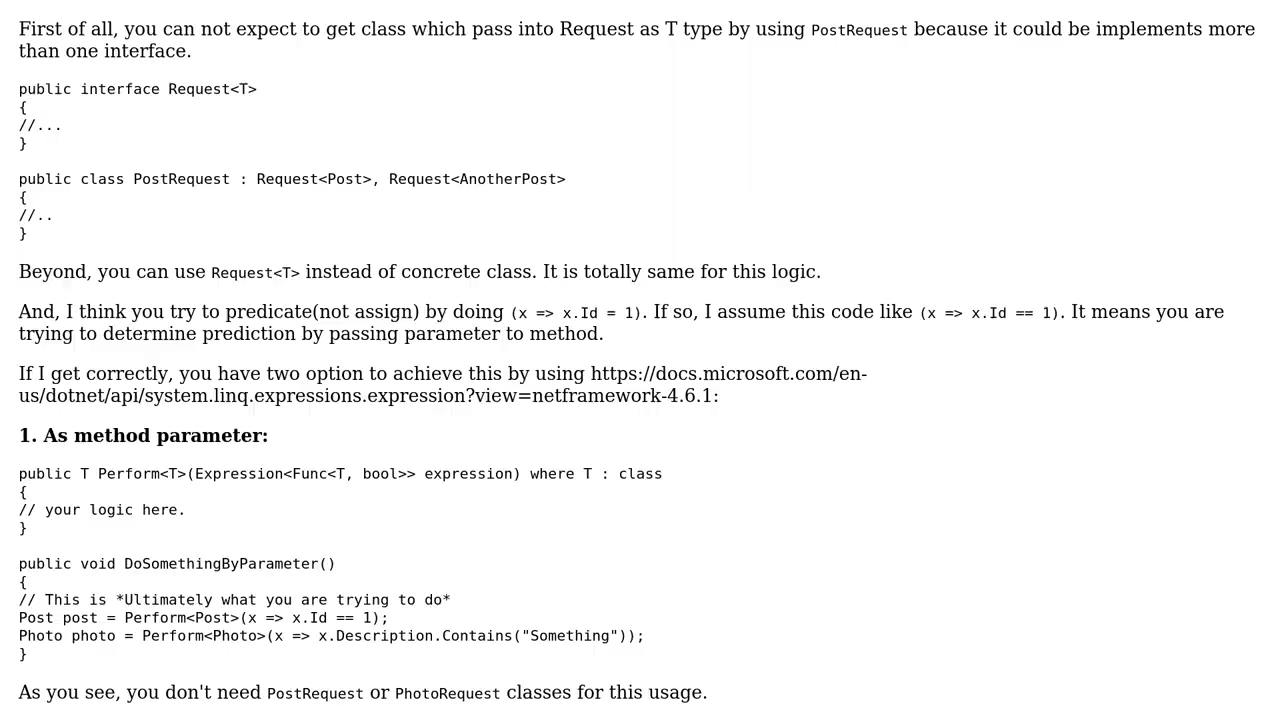 First of all, you can not expect to get class which pass into Request as T type by using PostRequest because it could be implements more
than one interface.
public interface Request<T>
{
//...
}
public class PostRequest : Request<Post>, Request<AnotherPost>
{
//..
}
Beyond, you can use Request<T> instead of concrete class. It is totally same for this logic.
And, I think you try to predicate(not assign) by doing (x => x.Id = 1). If so, I assume this code like (x => x.Id == 1). It means you are
trying to determine prediction by passing parameter to method.
If I get correctly, you have two option to achieve this by using https://docs.microsoft.com/en-
us/dotnet/api/system.linq.expressions.expression?view=netframework-4.6.1:
1. As method parameter:
public T Perform<T>(Expression<Func<T, bool>> expression) where T : class
{
// your logic here.
}
public void DoSomethingByParameter()
{
// This is *Ultimately what you are trying to do*
Post post = Perform<Post>(x => x.Id == 1);
Photo photo = Perform<Photo>(x => x.Description.Contains("Something"));
}
As you see, you don't need PostRequest or PhotoRequest classes for this usage.